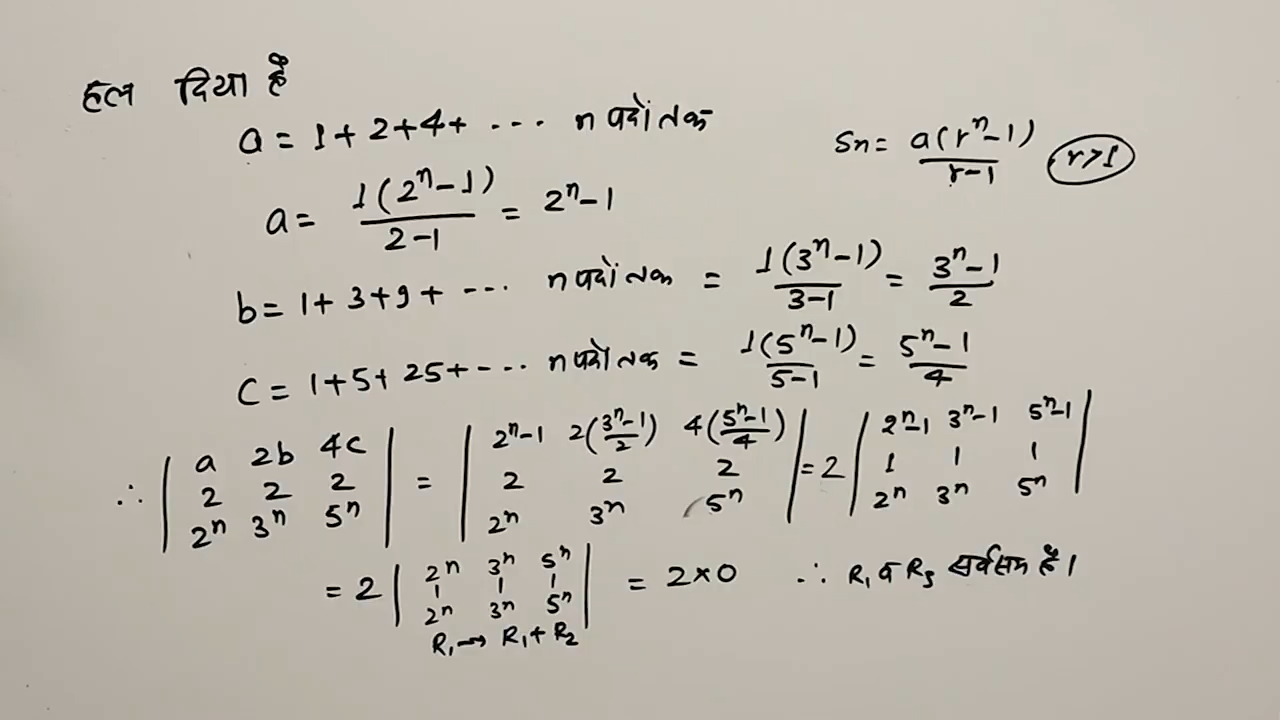 हल दिया है
a = 1 + 2 + 4 + ... n पदों तक
Sn = a(rⁿ-1)/r-1 r>1
a = 1(2ⁿ-1)/2-1 = 2ⁿ-1
b = 1 + 3 + 9 + ... n पदों तक = 1(3ⁿ-1)/3-1 = 3ⁿ-1/2
C = 1 + 5 + 25 + ... n पदों तक = 1(5ⁿ-1)/5-1 = 5ⁿ-1/4
∴ | a 2b 4c | = | 2ⁿ-1 2(3ⁿ-1/2) 4(5ⁿ-1/4) | = 2 | 2ⁿ-1 3ⁿ-1 5ⁿ-1 |
| 2 2 2 | | 2 2 2 | | 1 1 1 |
| 2ⁿ 3ⁿ 5ⁿ | | 2ⁿ 3ⁿ 5ⁿ | | 2ⁿ 3ⁿ 5ⁿ |
= 2 | 2ⁿ 3ⁿ 5ⁿ | = 2×0 ∴ R₁ व R₃ सर्वसम है।
| 1 1 1 |
| 2ⁿ 3ⁿ 5ⁿ |
R₁ → R₁ + R₂